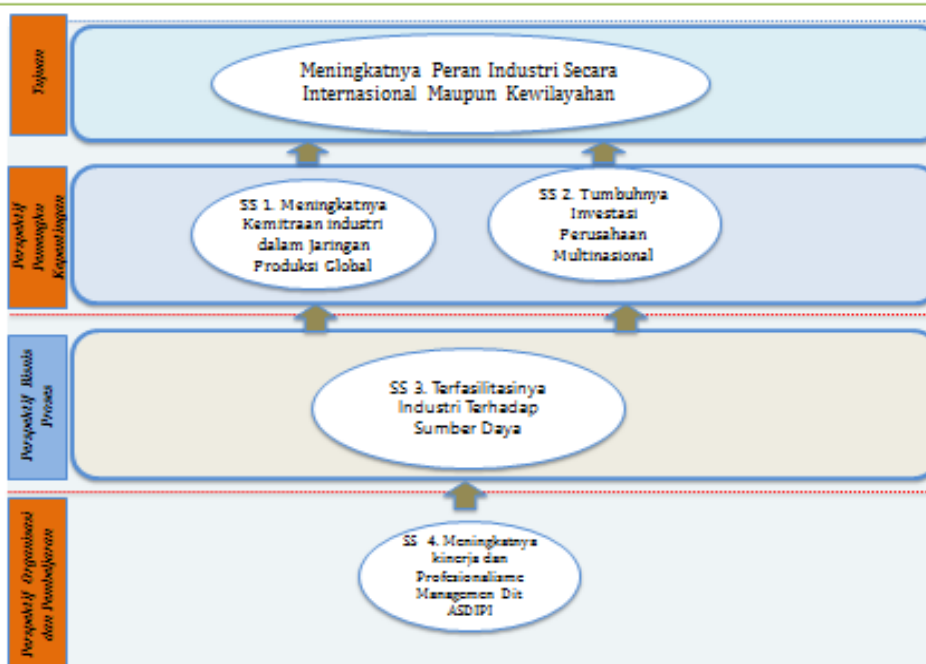 Tujuan
Meningkatnya Peran Industri Secara
Internasional Maupun Kewilayahan
Perspektif
Pemangku
Kepentingan
SS 1. Meningkatnya
Kemitraan industri
dalam Jaringan
Produksi Global
SS 2. Tumbuhnya
Investasi
Perusahaan
Multinasional
Perspektif Bisnis
Proses
SS 3. Terfasilitasinya
Industri Terhadap
Sumber Daya
Perspektif Organisasi
dan Pembeljaran
SS 4. Meningkatnya
kinerja dan
Profesionalisme
Managemen Dit
ASDIPI